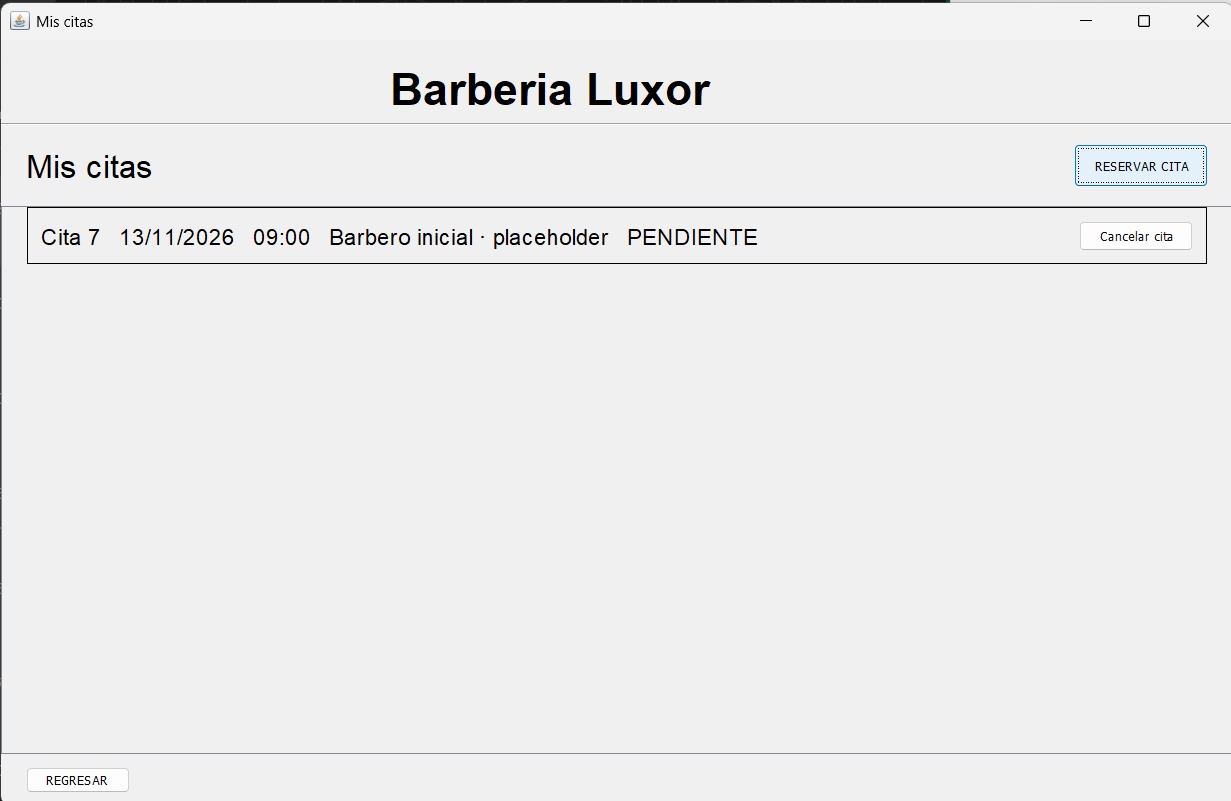 Mis citas
Barberia Luxor
Mis citas
RESERVAR CITA
Cita 7 13/11/2026 09:00 Barbero inicial · placeholder PENDIENTE
Cancelar cita
REGRESAR